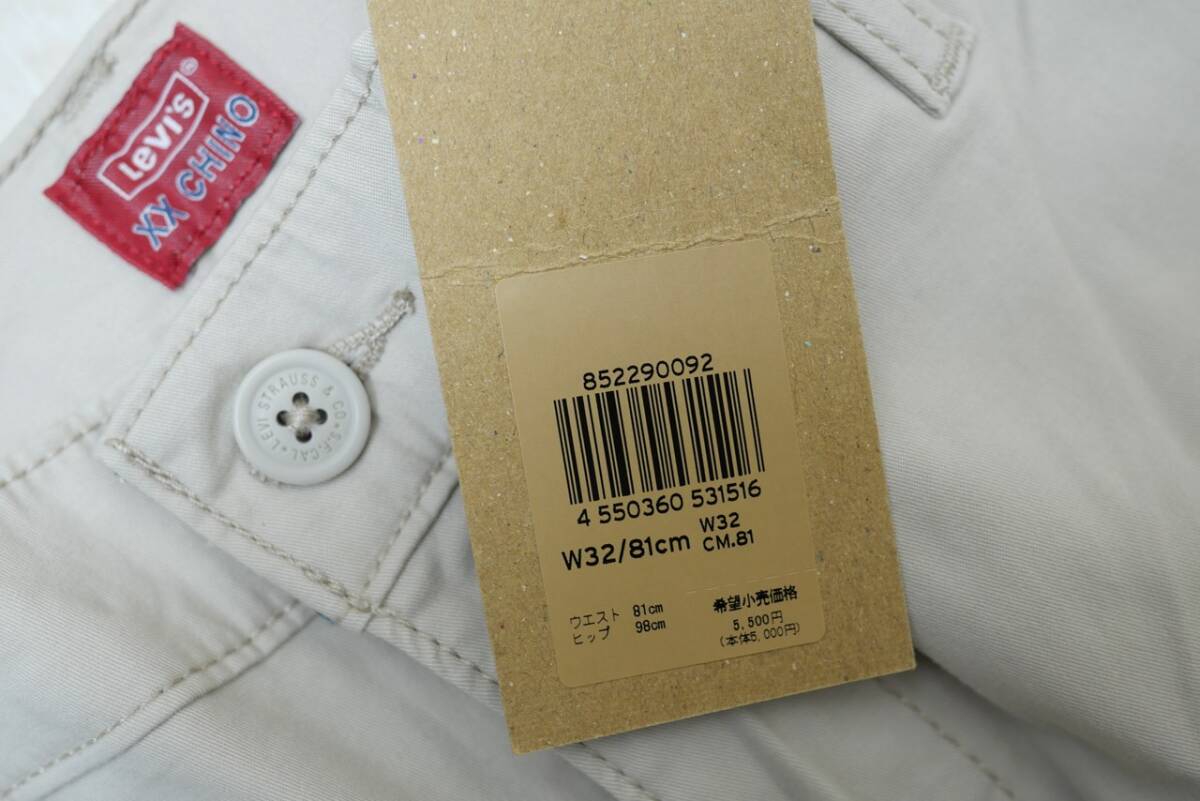 Levi's®
XX CHINO
LEVI STRAUSS & CO • S.F. CAL •
852290092
4 550360 531516
W32/81cm
W32
CM.81
ウエスト 81cm
ヒップ 98cm
希望小売価格
5,500円
(本体5,000円)